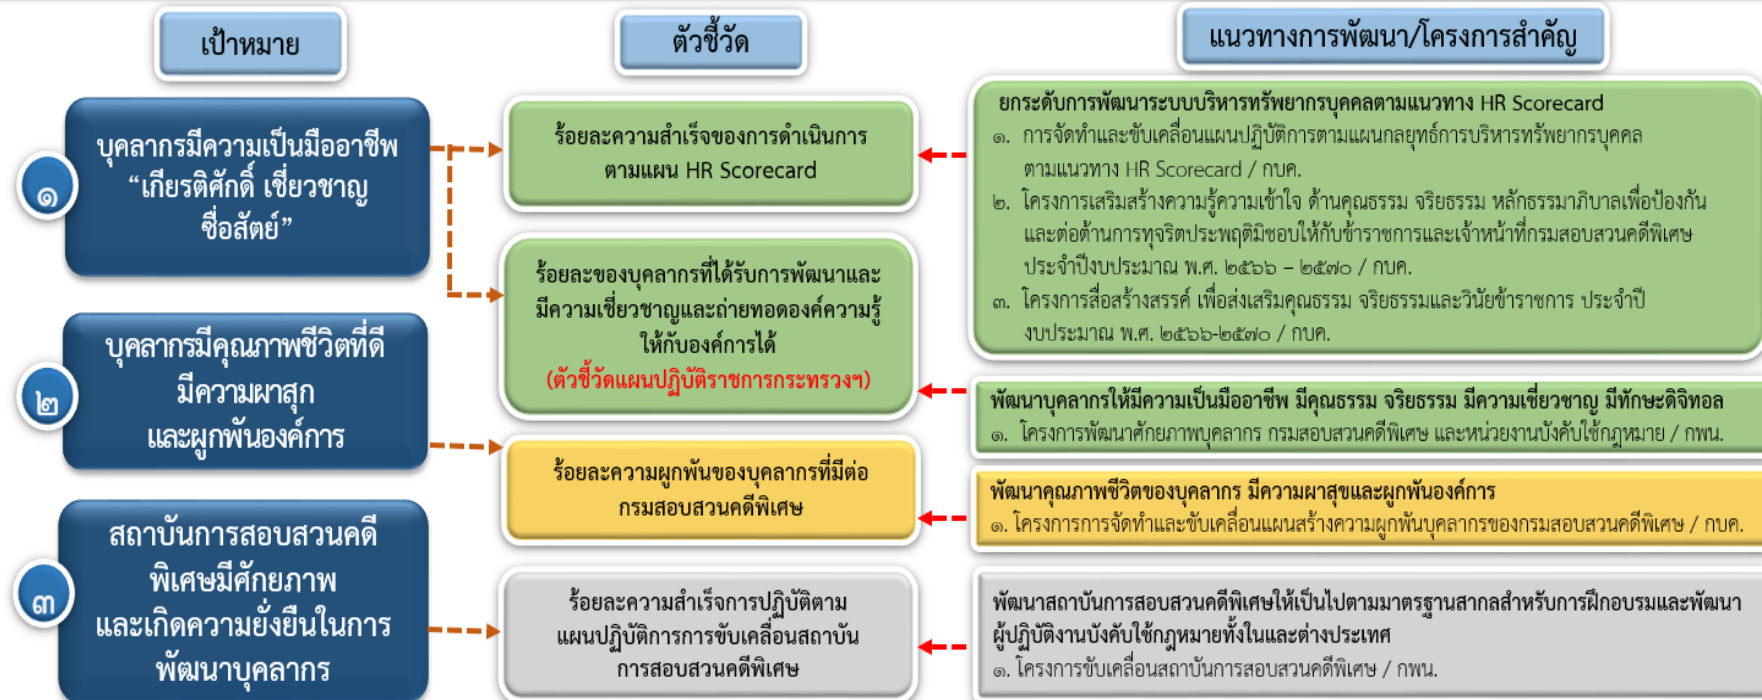 เป้าหมาย
ตัวชี้วัด
แนวทางการพัฒนา/โครงการสำคัญ
๑
บุคลากรมีความเป็นมืออาชีพ
“เกียรติศักดิ์ เชี่ยวชาญ
ซื่อสัตย์”
๒
บุคลากรมีคุณภาพชีวิตที่ดี
มีความผาสุก
และผูกพันองค์การ
๓
สถาบันการสอบสวนคดี
พิเศษมีศักยภาพ
และเกิดความยั่งยืนในการ
พัฒนาบุคลากร
ร้อยละความสำเร็จของการดำเนินการ
ตามแผน HR Scorecard
ร้อยละของบุคลากรที่ได้รับการพัฒนาและ
มีความเชี่ยวชาญและถ่ายทอดองค์ความรู้
ให้กับองค์การได้
(ตัวชี้วัดแผนปฏิบัติราชการกระทรวงฯ)
ร้อยละความผูกพันของบุคลากรที่มีต่อ
กรมสอบสวนคดีพิเศษ
ร้อยละความสำเร็จการปฏิบัติตาม
แผนปฏิบัติการการขับเคลื่อนสถาบัน
การสอบสวนคดีพิเศษ
ยกระดับการพัฒนาระบบบริหารทรัพยากรบุคคลตามแนวทาง HR Scorecard
๑. การจัดทำและขับเคลื่อนแผนปฏิบัติการตามแผนกลยุทธ์การบริหารทรัพยากรบุคคล
ตามแนวทาง HR Scorecard / กบค.
๒. โครงการเสริมสร้างความรู้ความเข้าใจ ด้านคุณธรรม จริยธรรม หลักธรรมาภิบาลเพื่อป้องกัน
และต่อต้านการทุจริตประพฤติมิชอบให้กับข้าราชการและเจ้าหน้าที่กรมสอบสวนคดีพิเศษ
ประจำปีงบประมาณ พ.ศ. ๒๕๖๖ – ๒๕๗๐ / กบค.
๓. โครงการสื่อสร้างสรรค์ เพื่อส่งเสริมคุณธรรม จริยธรรมและวินัยข้าราชการ ประจำปี
งบประมาณ พ.ศ. ๒๕๖๖-๒๕๗๐ / กบค.
พัฒนาบุคลากรให้มีความเป็นมืออาชีพ มีคุณธรรม จริยธรรม มีความเชี่ยวชาญ มีทักษะดิจิทอล
๑. โครงการพัฒนาศักยภาพบุคลากร กรมสอบสวนคดีพิเศษ และหน่วยงานบังคับใช้กฎหมาย / กพน.
พัฒนาคุณภาพชีวิตของบุคลากร มีความผาสุขและผูกพันองค์การ
๑. โครงการการจัดทำและขับเคลื่อนแผนสร้างความผูกพันบุคลากรของกรมสอบสวนคดีพิเศษ / กบค.
พัฒนาสถาบันการสอบสวนคดีพิเศษให้เป็นไปตามมาตรฐานสากลสำหรับการฝึกอบรมและพัฒนา
ผู้ปฏิบัติงานบังคับใช้กฎหมายทั้งในและต่างประเทศ
๑. โครงการขับเคลื่อนสถาบันการสอบสวนคดีพิเศษ / กพน.